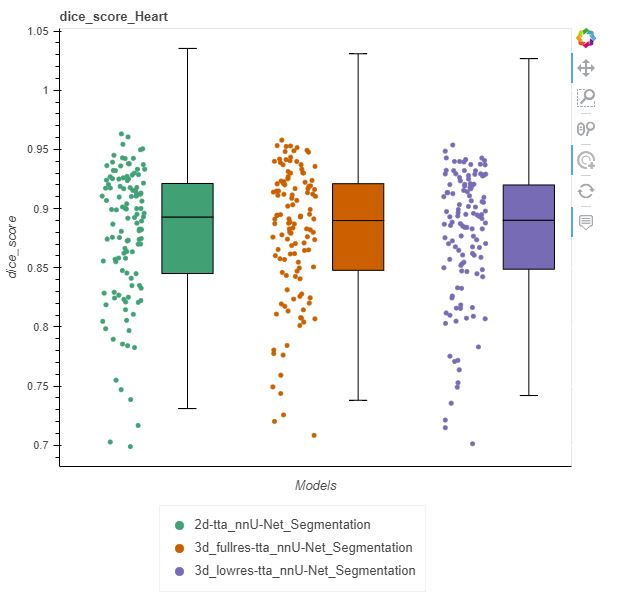 dice_score_Heart
1.05
1
0.95
0.9
0.85
0.8
0.75
0.7
dice_score
Models
2d-tta_nnU-Net_Segmentation
3d_fullres-tta_nnU-Net_Segmentation
3d_lowres-tta_nnU-Net_Segmentation